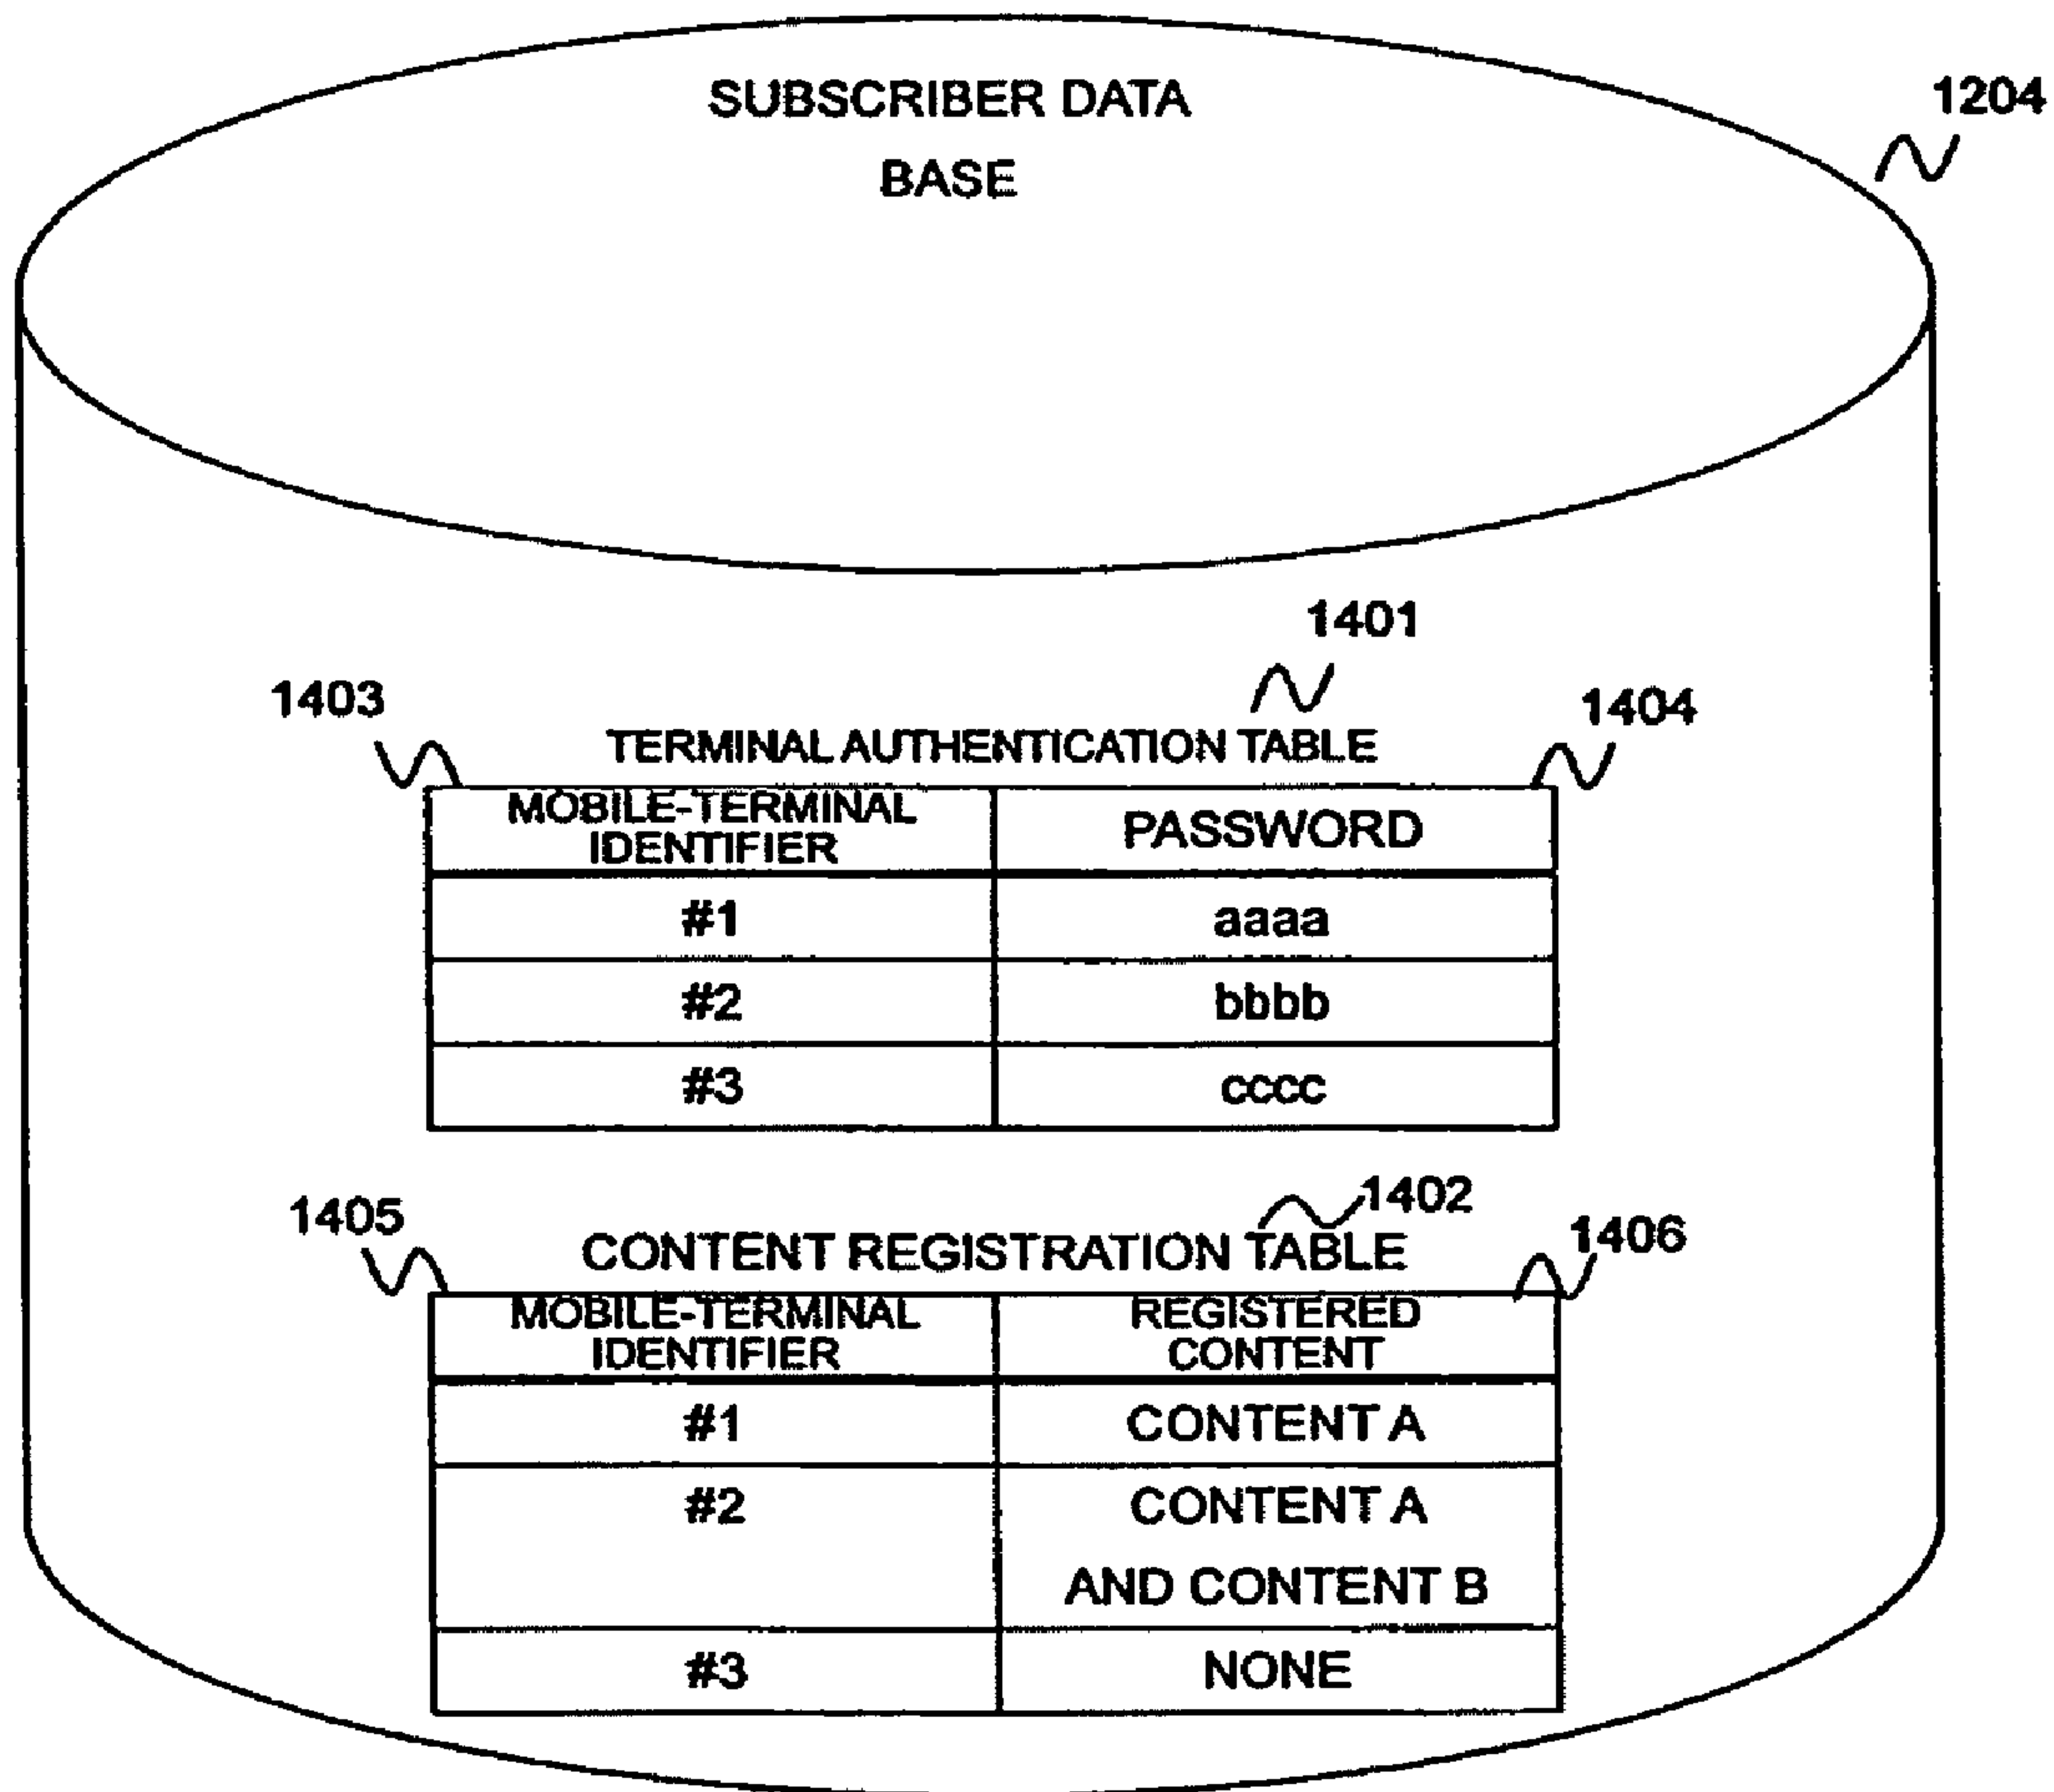 SUBSCRIBER DATA
BASE
1204
1401
1403
1404
TERMINAL AUTHENTICATION TABLE
MOBILE-TERMINAL
IDENTIFIER
PASSWORD
#1
aaaa
#2
bbbb
#3
cccc
1402
1405
1406
CONTENT REGISTRATION TABLE
MOBILE-TERMINAL
IDENTIFIER
REGISTERED
CONTENT
#1
CONTENT A
#2
CONTENT A
AND CONTENT B
#3
NONE